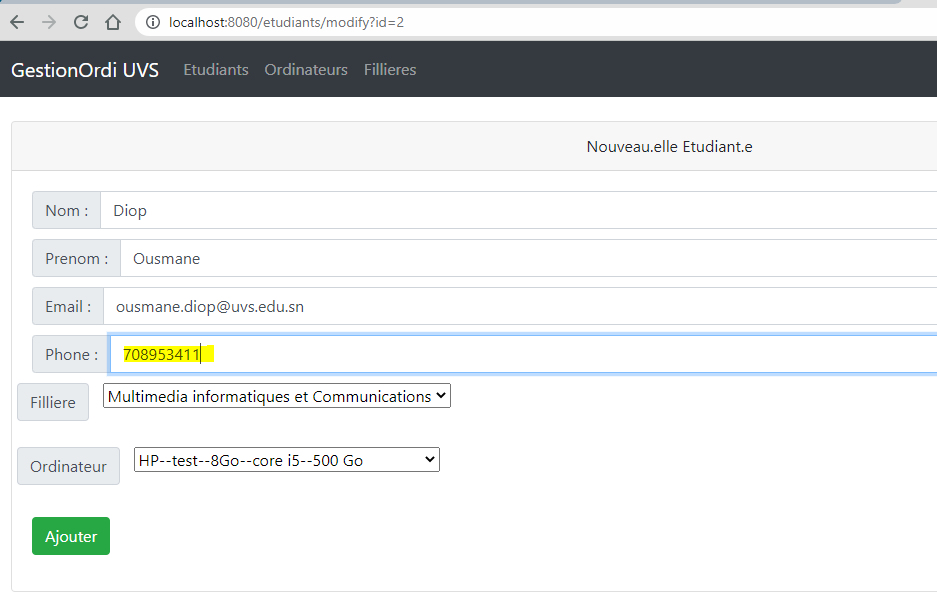 localhost:8080/etudiants/modify?id=2
GestionOrdi UVS Etudiants Ordinateurs Fillieres
Nouveau.elle Etudiant.e
Nom : Diop
Prenom : Ousmane
Email : ousmane.diop@uvs.edu.sn
Phone : 708953411
Filliere Multimedia informatiques et Communications
Ordinateur HP--test--8Go--core i5--500 Go
Ajouter